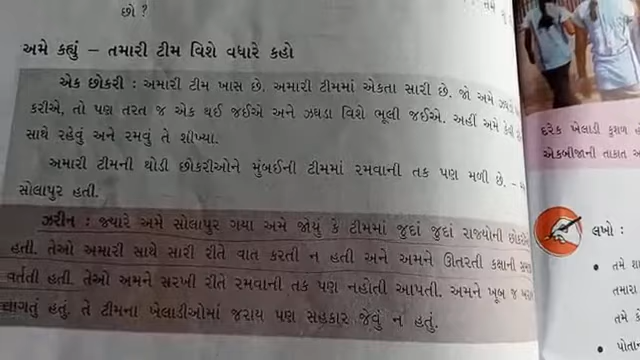 છો ?
અમે કહ્યું – તમારી ટીમ વિશે વધારે કહો
એક છોકરી : અમારી ટીમ ખાસ છે. અમારી ટીમમાં એકતા સારી છે. જો અમે
કરીએ, તો પણ તરત જ એક થઈ જઈએ અને ઝઘડા વિશે ભૂલી જઈએ. અહીં અમે
સાથે રહેવું અને રમવું તે શીખ્યા.
અમારી ટીમની થોડી છોકરીઓને મુંબઈની ટીમમાં રમવાની તક પણ મળી છે. –
સોલાપુર હતી.
ઝરીન : જ્યારે અમે સોલાપુર ગયા અમે જોયું કે ટીમમાં જુદાં જુદાં રાજ્યોની
હતી. તેઓ અમારી સાથે સારી રીતે વાત કરતી ન હતી અને અમને ઊતરતી કક્ષાની
વર્તતી હતી. તેઓ અમને સરખી રીતે રમવાની તક પણ નહોતી આપતી. અમને ખૂબ જ
લાગતું હતું. તે ટીમના ખેલાડીઓમાં જરાય પણ સહકાર જેવું ન હતું.
દરેક ખેલાડી કુશળ
એકબીજાની તાકાત
લખો :
• તમે
તમારા
તમે
• પોતાન